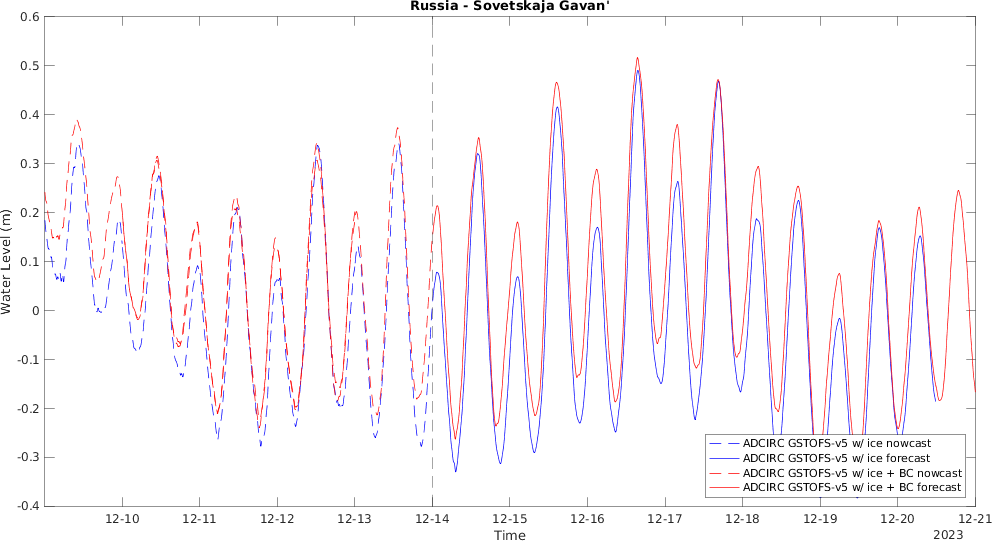 Russia - Sovetskaja Gavan'
0.6
0.5
0.4
0.3
0.2
0.1
0
-0.1
-0.2
-0.3
-0.4
Water Level (m)
ADCIRC GSTOFS-v5 w/ ice nowcast
ADCIRC GSTOFS-v5 w/ ice forecast
ADCIRC GSTOFS-v5 w/ ice + BC nowcast
ADCIRC GSTOFS-v5 w/ ice + BC forecast
12-10 12-11 12-12 12-13 12-14 12-15 12-16 12-17 12-18 12-19 12-20 12-21
Time
2023